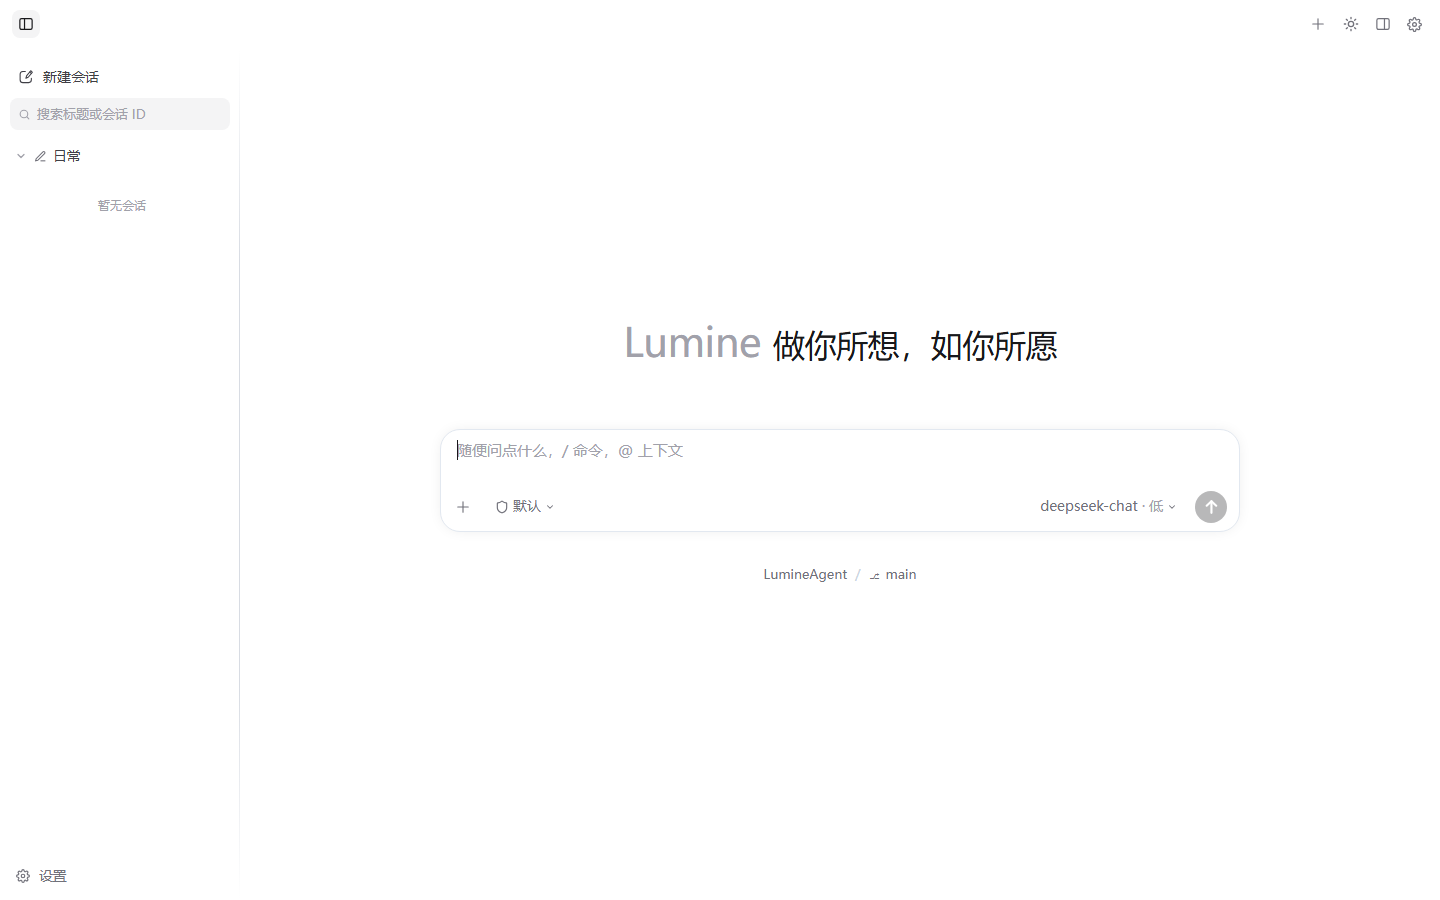 新建会话
搜索标题或会话 ID
日常
暂无会话
设置
Lumine 做你所想，如你所愿
随便问点什么，/ 命令，@ 上下文
默认
deepseek-chat · 低
LumineAgent / main